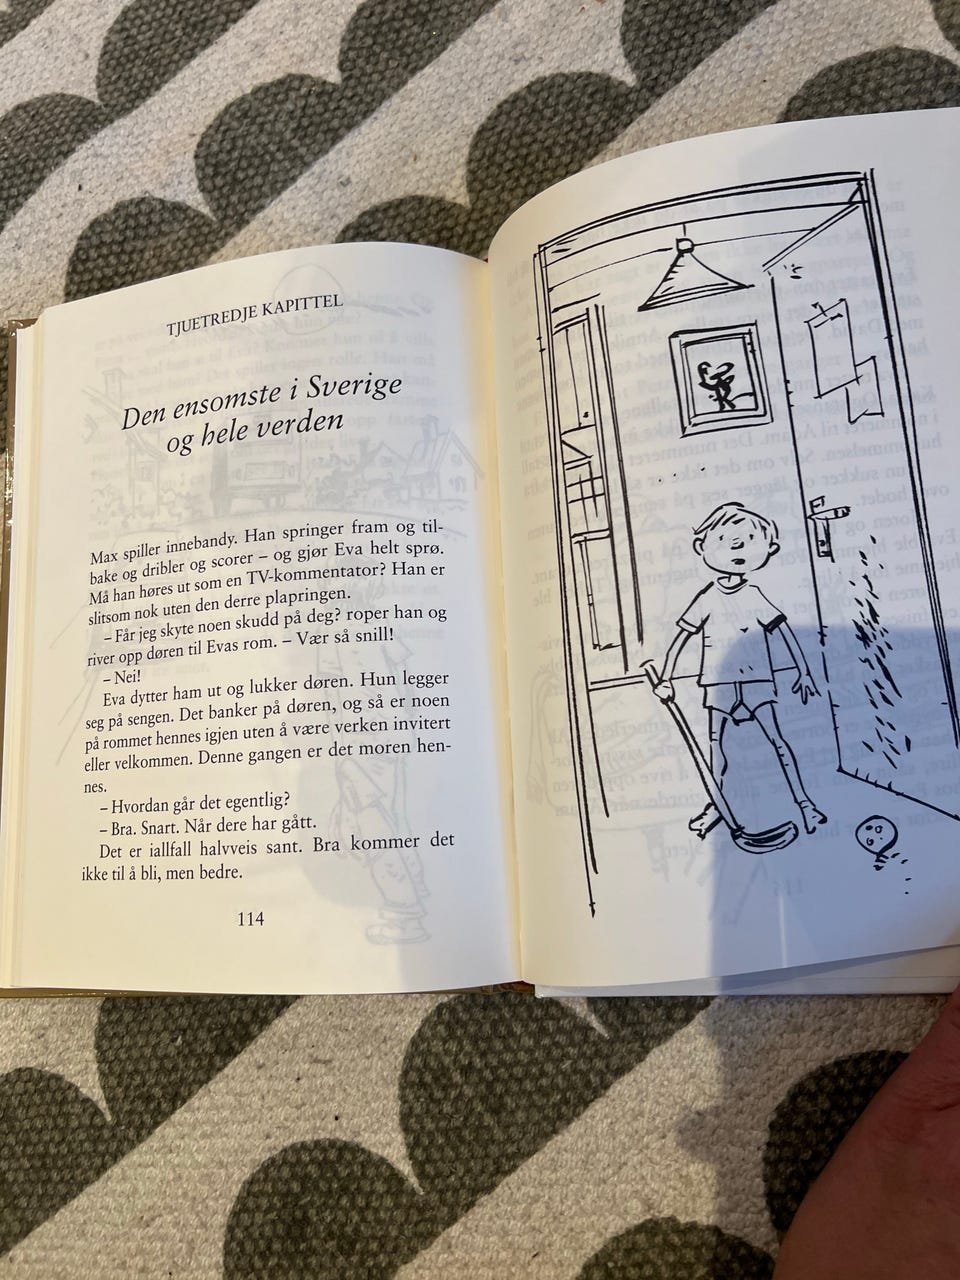 TJUETREDJE KAPITTEL
Den ensomste i Sverige
og hele verden
Max spiller innebandy. Han springer fram og til-
bake og dribler og scorer – og gjør Eva helt sprø.
Må han høres ut som en TV-kommentator? Han er
slitsom nok uten den derre plapringen.
– Får jeg skyte noen skudd på deg? roper han og
river opp døren til Evas rom. – Vær så snill!
– Nei!
Eva dytter ham ut og lukker døren. Hun legger
seg på sengen. Det banker på døren, og så er noen
på rommet hennes igjen uten å være verken invitert
eller velkommen. Denne gangen er det moren hen-
nes.
– Hvordan går det egentlig?
– Bra. Snart. Når dere har gått.
Det er iallfall halvveis sant. Bra kommer det
ikke til å bli, men bedre.
114